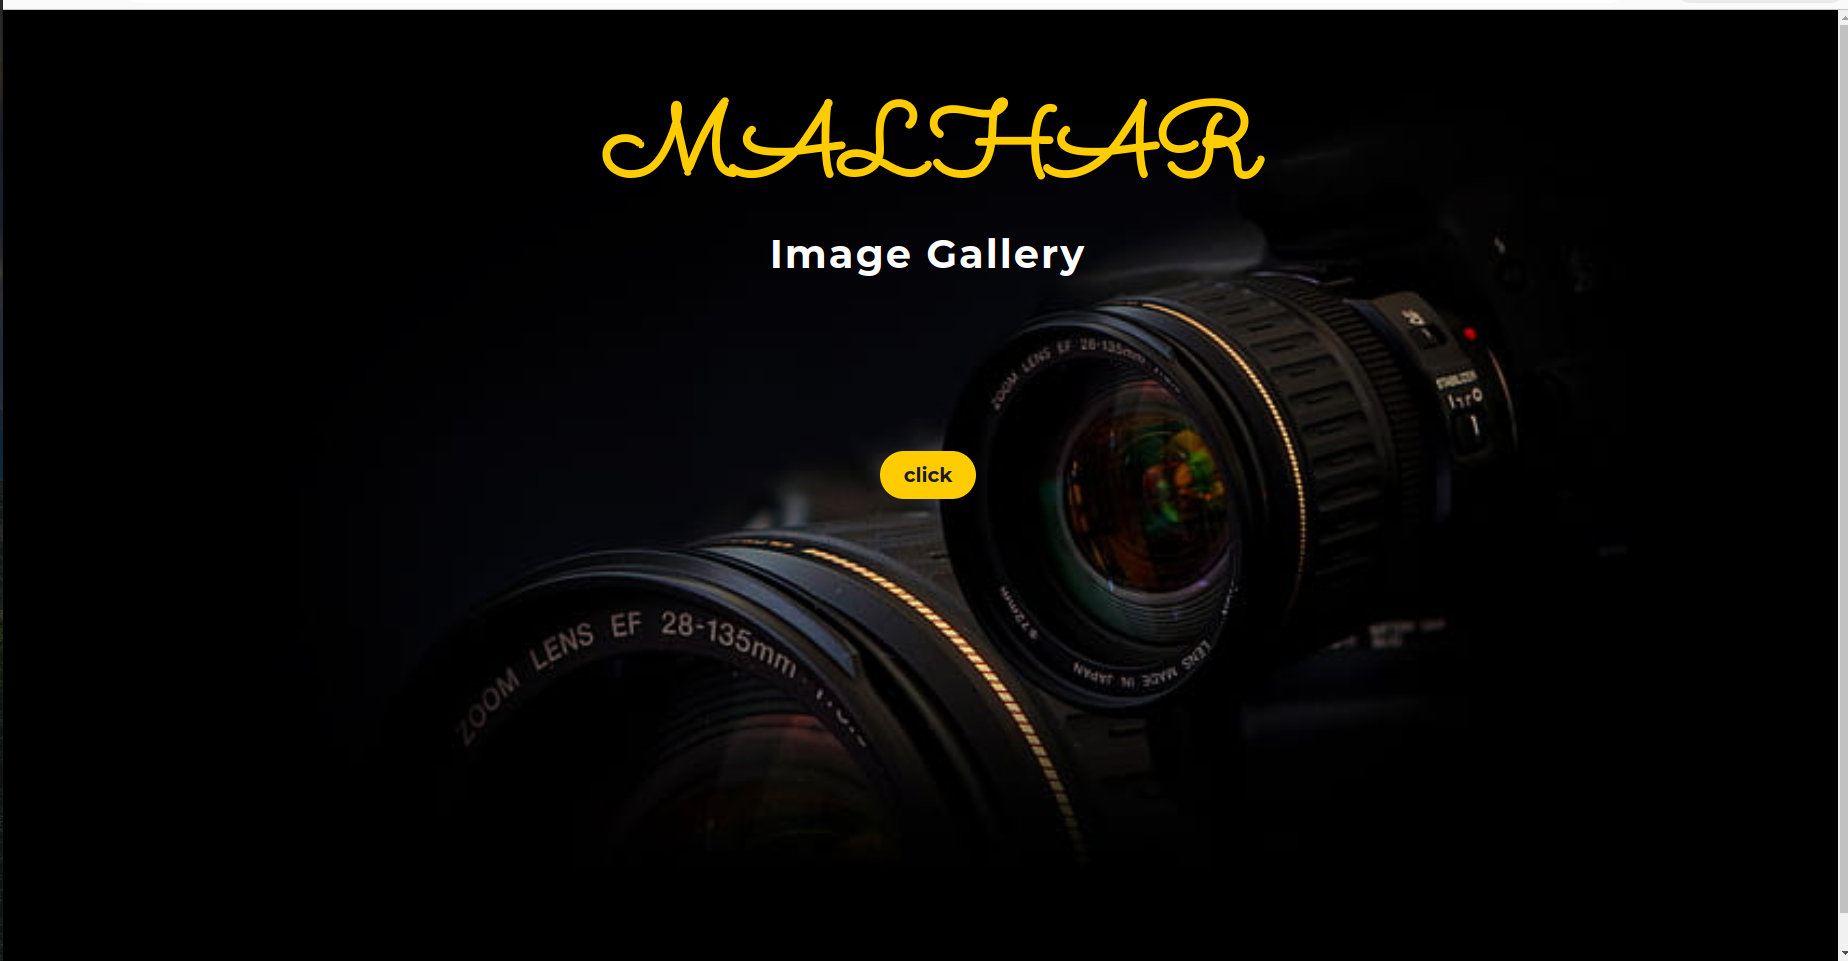 MALHAR
Image Gallery
click
ZOOM LENS EF 28-135mm
STABILIZER
ZOOM LENS EF 28-135mm
72mm
LENS MADE IN JAPAN